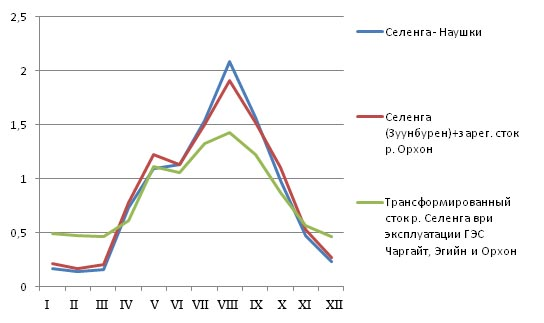 2,5
2
1,5
1
0,5
0
I II III IV V VI VII VIII IX X XI XII
Селенга- Наушки
Селенга
(Зуунбурен)+зарег. сток
р. Орхон
Трансформированный
сток р. Селенга ври
эксплуатации ГЭС
Чаргайт, Эгийн и Орхон